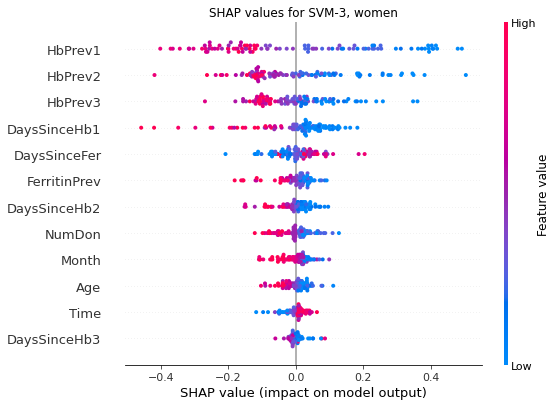 SHAP values for SVM-3, women
High
HbPrev1
HbPrev2
HbPrev3
DaysSinceHb1
DaysSinceFer
FerritinPrev
DaysSinceHb2
NumDon
Month
Age
Time
DaysSinceHb3
Feature value
Low
−0.4 −0.2 0.0 0.2 0.4
SHAP value (impact on model output)